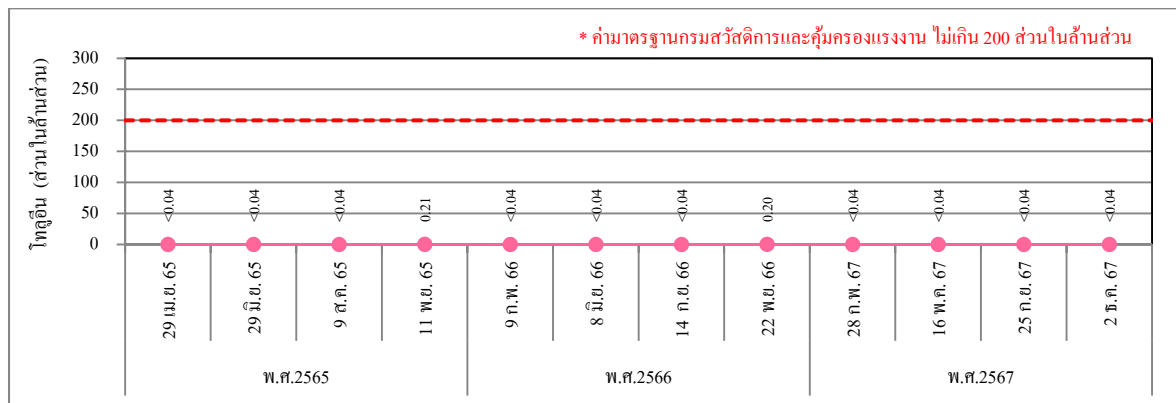 * ค่ามาตรฐานกรมสวัสดิการและคุ้มครองแรงงาน ไม่เกิน 200 ส่วนในล้านส่วน
โทลูอีน (ส่วนในล้านส่วน)
300
250
200
150
100
50
0
<0.04 <0.04 <0.04 0.21 <0.04 <0.04 <0.04 0.20 <0.04 <0.04 <0.04 <0.04
29 เม.ย. 65 29 มิ.ย. 65 9 ส.ค. 65 11 พ.ย. 65 9 ก.พ. 66 8 มิ.ย. 66 14 ก.ย. 66 22 พ.ย. 66 28 ก.พ. 67 16 พ.ค. 67 25 ก.ย. 67 2 ธ.ค. 67
พ.ศ.2565 พ.ศ.2566 พ.ศ.2567